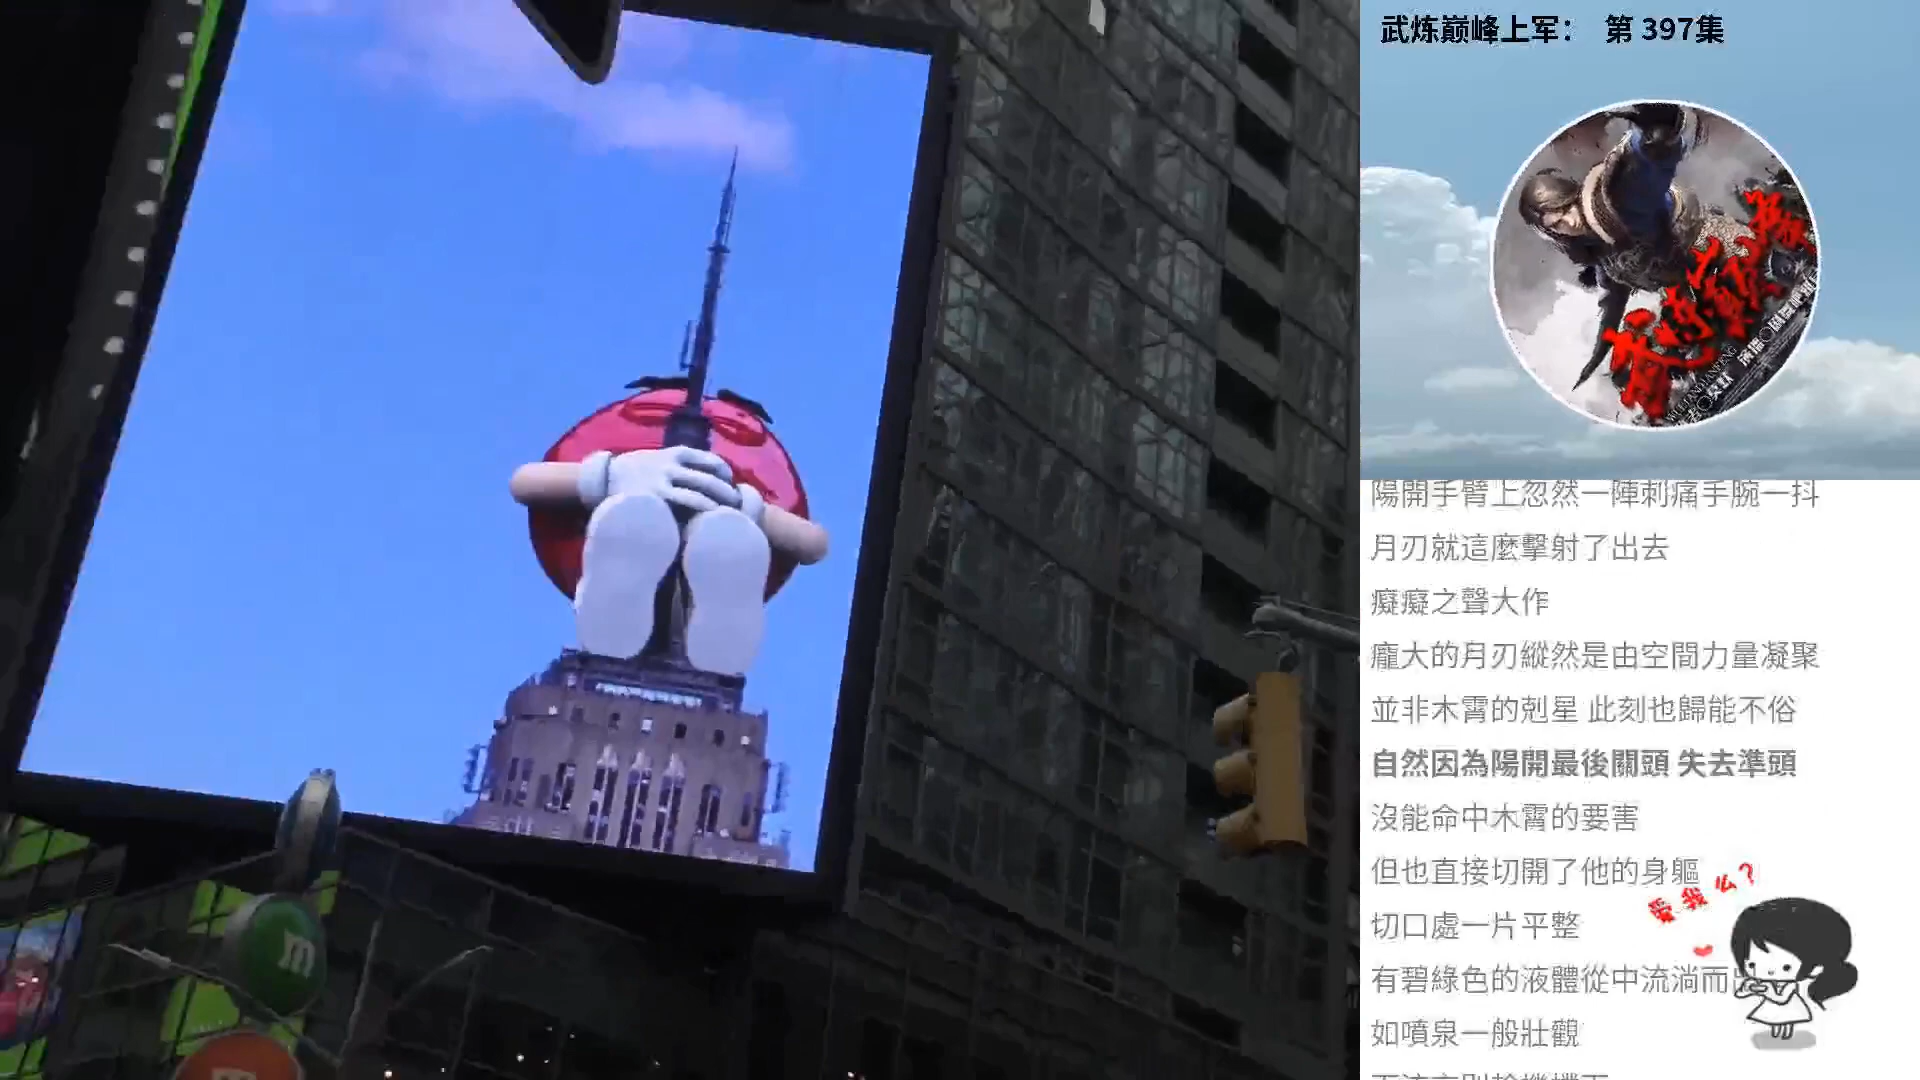 武炼巅峰上军： 第 397集
陽開手臂上忽然一陣刺痛手腕一抖
月刃就這麼擊射了出去
癡癡之聲大作
龐大的月刃縱然是由空間力量凝聚
並非木霄的剋星 此刻也歸能不俗
自然因為陽開最後關頭 失去準頭
沒能命中木霄的要害
但也直接切開了他的身軀
愛我么?
切口處一片平整
有碧綠色的液體從中流淌而出
如噴泉一般壯觀
m
m